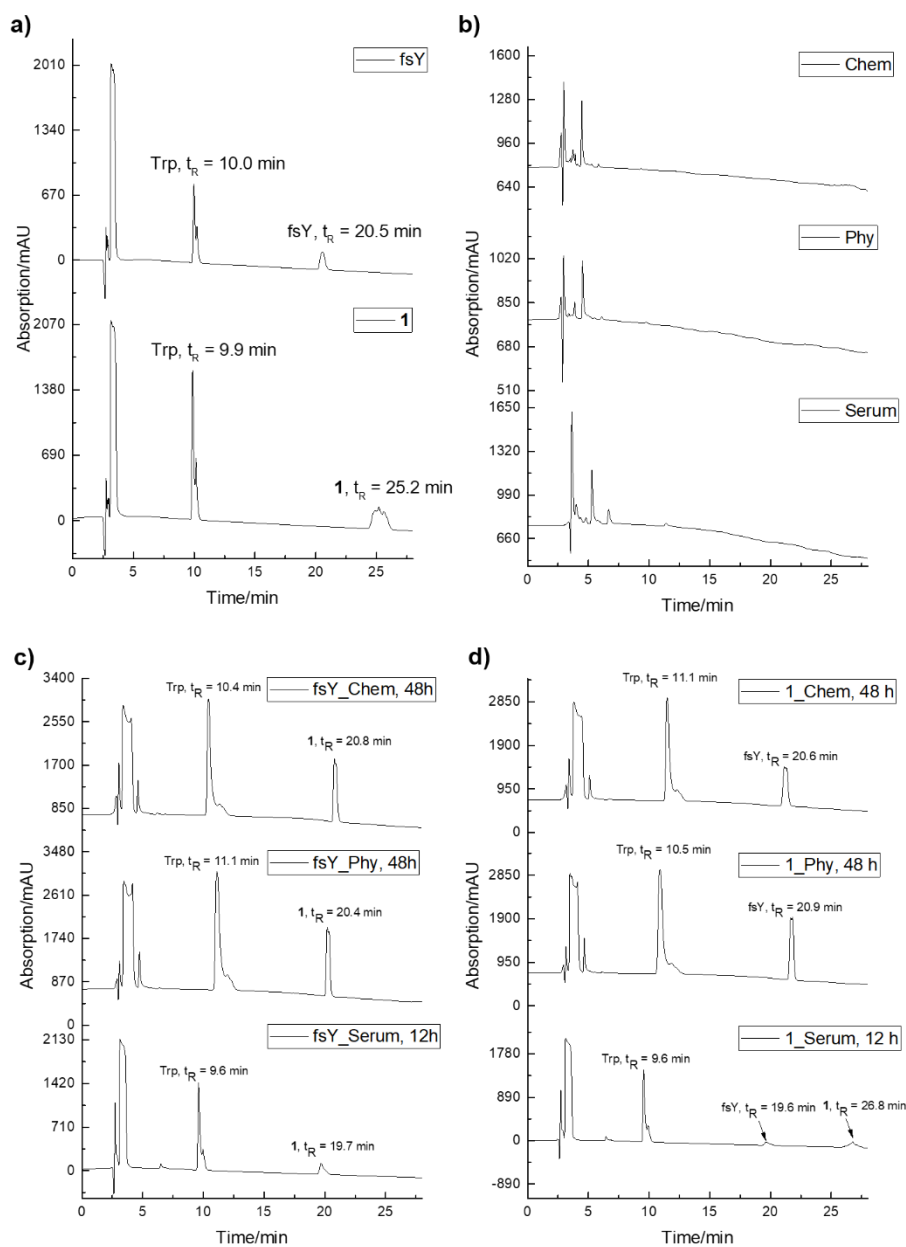 a)
fsY
2010
1340
670
0
Trp, tR = 10.0 min
fsY, tR = 20.5 min
1
2070
1380
690
0
Trp, tR = 9.9 min
1, tR = 25.2 min
Absorption/mAU
0 5 10 15 20 25
Time/min
b)
Chem
1600
1280
960
640
Phy
1020
850
680
510
Serum
1650
1320
990
660
Absorption/mAU
0 5 10 15 20 25
Time/min
c)
fsY_Chem, 48h
3400
2550
1700
850
Trp, tR = 10.4 min
1, tR = 20.8 min
fsY_Phy, 48h
3480
2610
1740
870
0
Trp, tR = 11.1 min
1, tR = 20.4 min
fsY_Serum, 12h
2130
1420
710
0
Trp, tR = 9.6 min
1, tR = 19.7 min
Absorption/mAU
0 5 10 15 20 25
Time/min
d)
1_Chem, 48 h
2850
1900
950
0
Trp, tR = 11.1 min
fsY, tR = 20.6 min
1_Phy, 48 h
2850
1900
950
0
Trp, tR = 10.5 min
fsY, tR = 20.9 min
1_Serum, 12 h
1780
890
0
-890
Trp, tR = 9.6 min
fsY, tR = 19.6 min
1, tR = 26.8 min
Absorption/mAU
0 5 10 15 20 25
Time/min